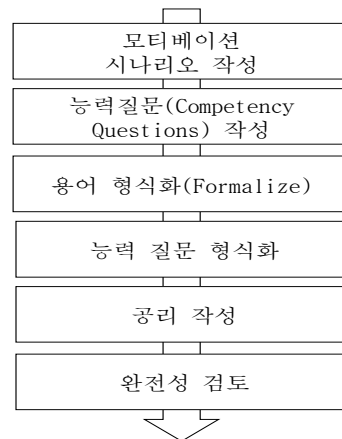 모티베이션
시나리오 작성
능력질문(Competency
Questions) 작성
용어 형식화(Formalize)
능력 질문 형식화
공리 작성
완전성 검토